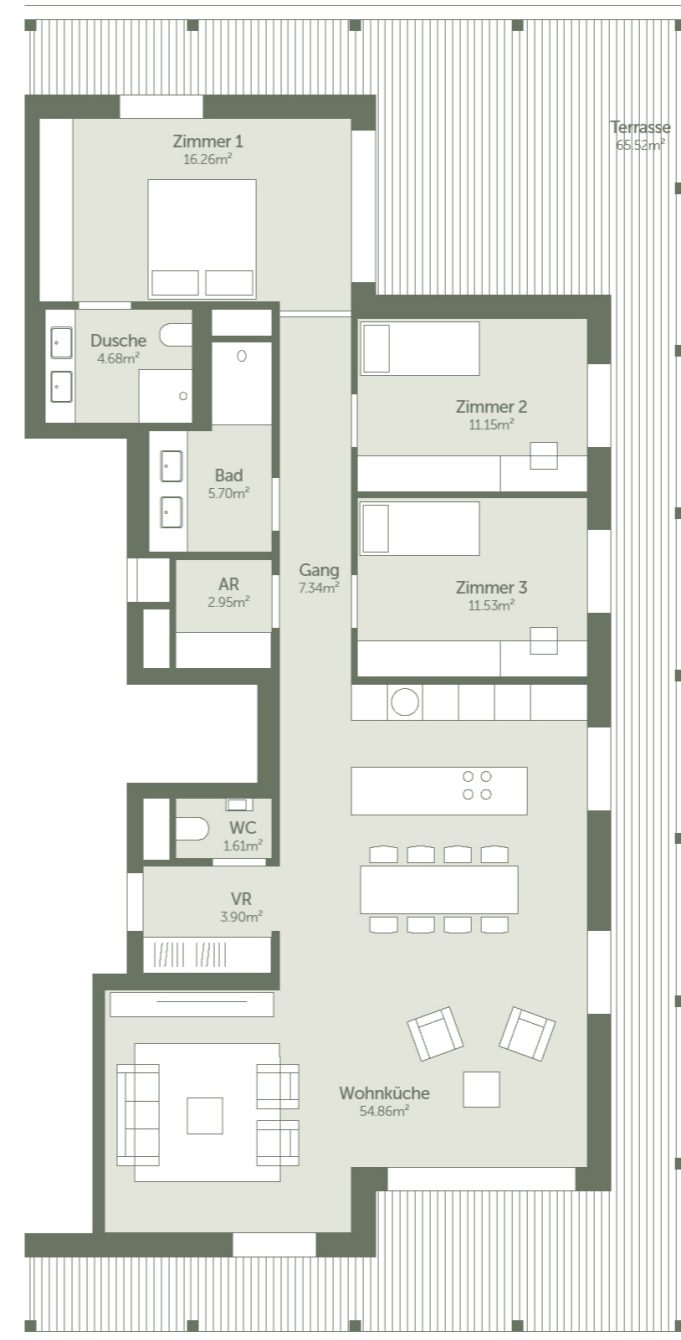 Terrasse
65.52m²
Zimmer 1
16.26m²
Dusche
4.68m²
Zimmer 2
11.15m²
Bad
5.70m²
Gang
7.34m²
AR
2.95m²
Zimmer 3
11.53m²
WC
1.61m²
VR
3.90m²
Wohnküche
54.86m²